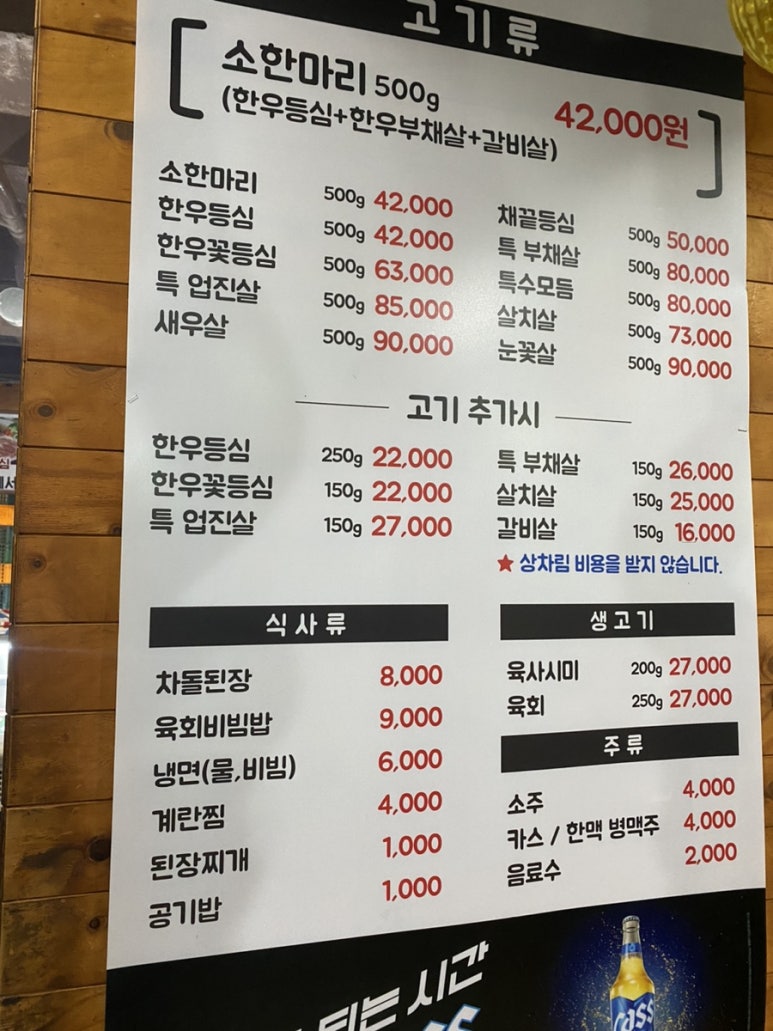 고기류
소한마리 500g
(한우등심+한우부채살+갈비살)
42,000원
소한마리 500g 42,000
한우등심 500g 42,000
한우꽃등심 500g 63,000
특 업진살 500g 85,000
새우살 500g 90,000
채끝등심 500g 50,000
특 부채살 500g 80,000
특수모듬 500g 80,000
살치살 500g 73,000
눈꽃살 500g 90,000
고기 추가시
한우등심 250g 22,000
한우꽃등심 150g 22,000
특 업진살 150g 27,000
특 부채살 150g 26,000
살치살 150g 25,000
갈비살 150g 16,000
★ 상차림 비용을 받지 않습니다.
식사류
차돌된장 8,000
육회비빔밥 9,000
냉면(물,비빔) 6,000
계란찜 4,000
된장찌개 1,000
공기밥 1,000
생고기
육사시미 200g 27,000
육회 250g 27,000
주류
소주 4,000
카스 / 한맥 병맥주 4,000
음료수 2,000
되는 시간
cass